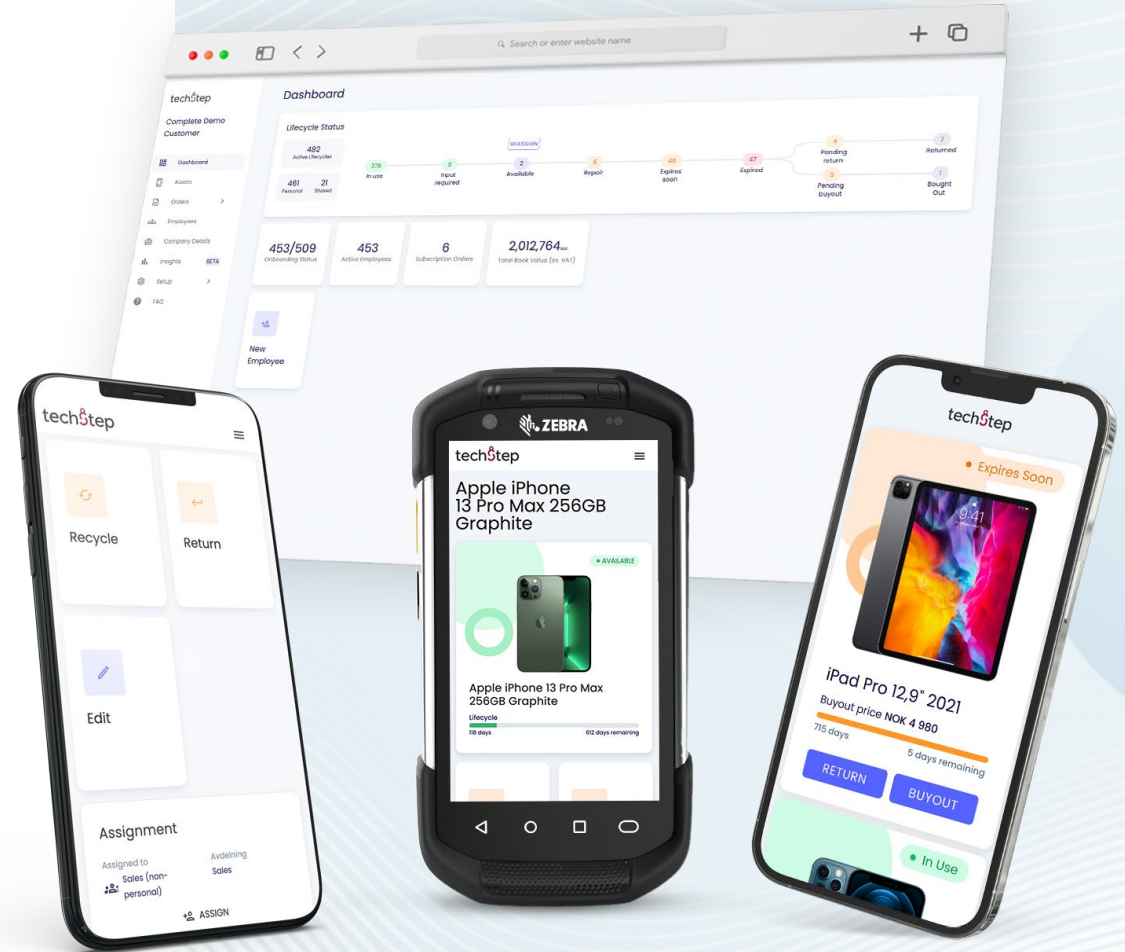 Search or enter website name
techstep
Complete Demo
Customer
Dashboard
Assets
Orders
Employees
Company Details
Insights BETA
Setup
FAQ
Dashboard
Lifecycle Status
482
Active Lifecycles
461 21
Personal Shared
378
In use
0
Input
required
REASSIGN
2
Available
6
Repair
48
Expires
soon
47
Expired
4
Pending
return
0
Pending
buyout
7
Returned
1
Bought
Out
453/509
Onboarding Status
453
Active Employees
6
Subscription Orders
2,012,764 NOK
Total Book Value (ex. VAT)
New
Employee
techstep
Recycle
Return
Edit
Assignment
Assigned to Avdelning
Sales (non-
personal)
Sales
ASSIGN
ZEBRA
techstep
Apple iPhone
13 Pro Max 256GB
Graphite
AVAILABLE
Apple iPhone 13 Pro Max
256GB Graphite
Lifecycle
118 days 612 days remaining
techstep
Expires Soon
9:41
iPad Pro 12,9" 2021
Buyout price NOK 4 980
715 days 5 days remaining
RETURN BUYOUT
In Use